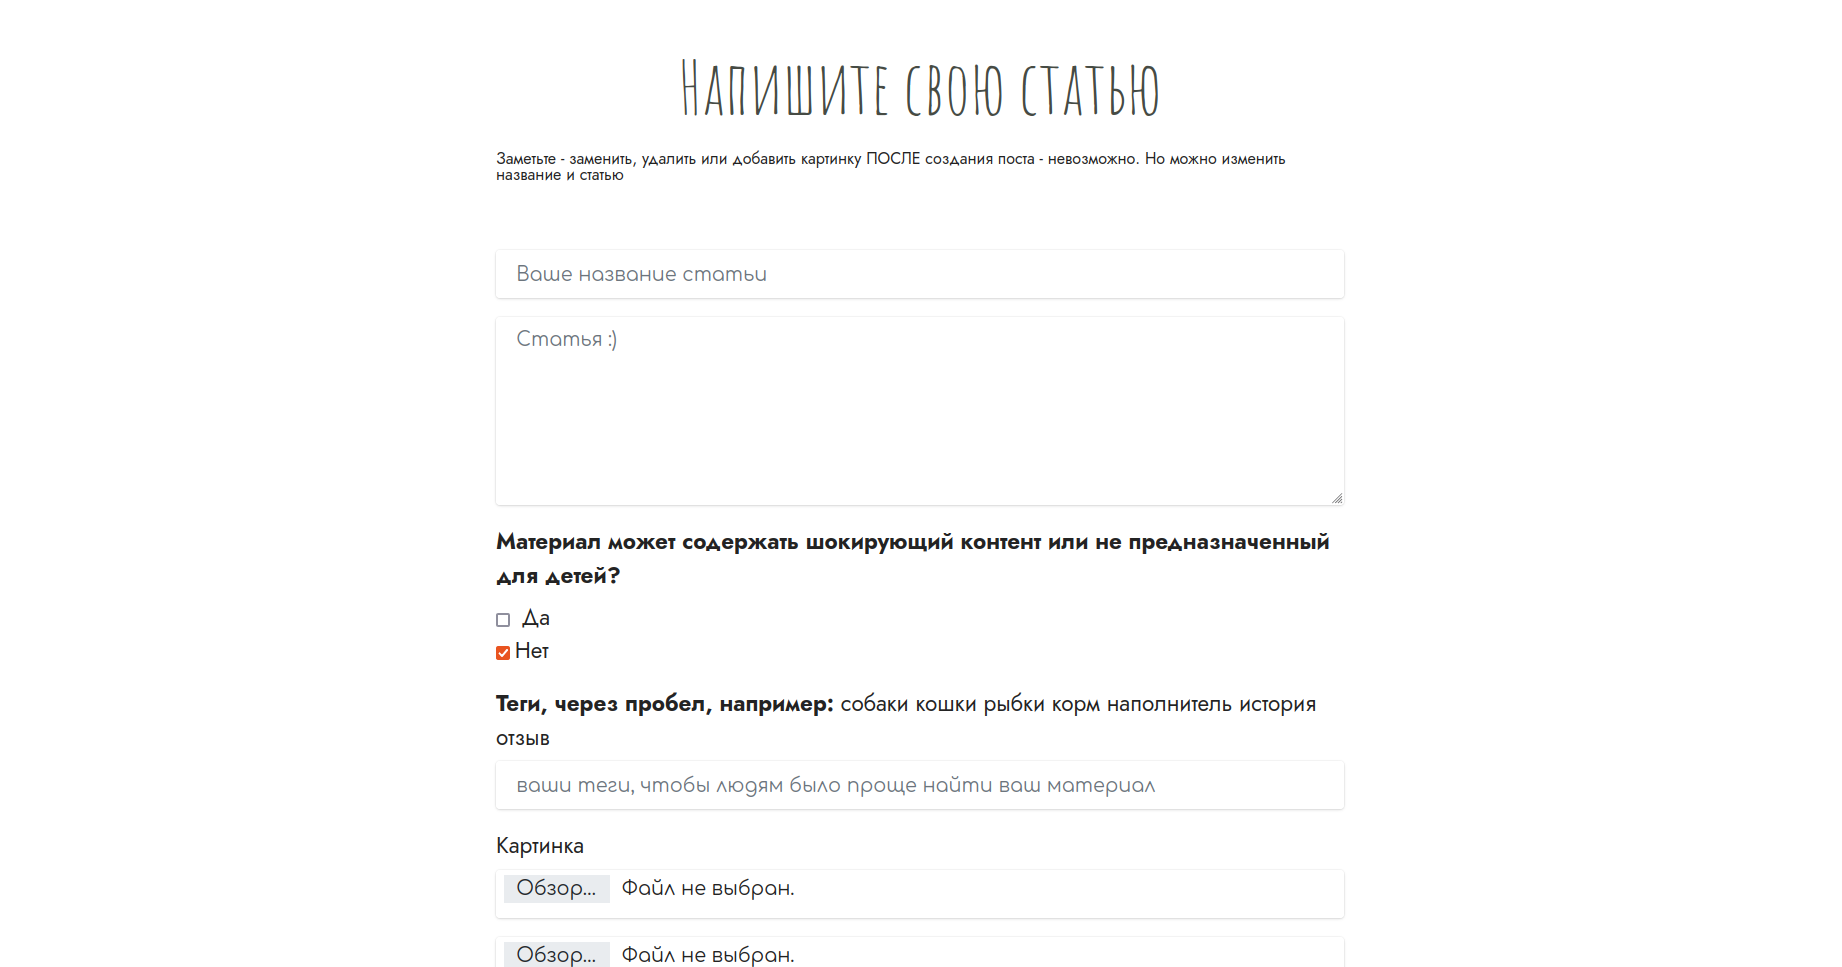 Напишите свою статью
Заметьте - заменить, удалить или добавить картинку ПОСЛЕ создания поста - невозможно. Но можно изменить
название и статью
Ваше название статьи
Статья :)
Материал может содержать шокирующий контент или не предназначенный
для детей?
Да
Нет
Теги, через пробел, например: собаки кошки рыбки корм наполнитель история
отзыв
ваши теги, чтобы людям было проще найти ваш материал
Картинка
Обзор... Файл не выбран.
Обзор... Файл не выбран.